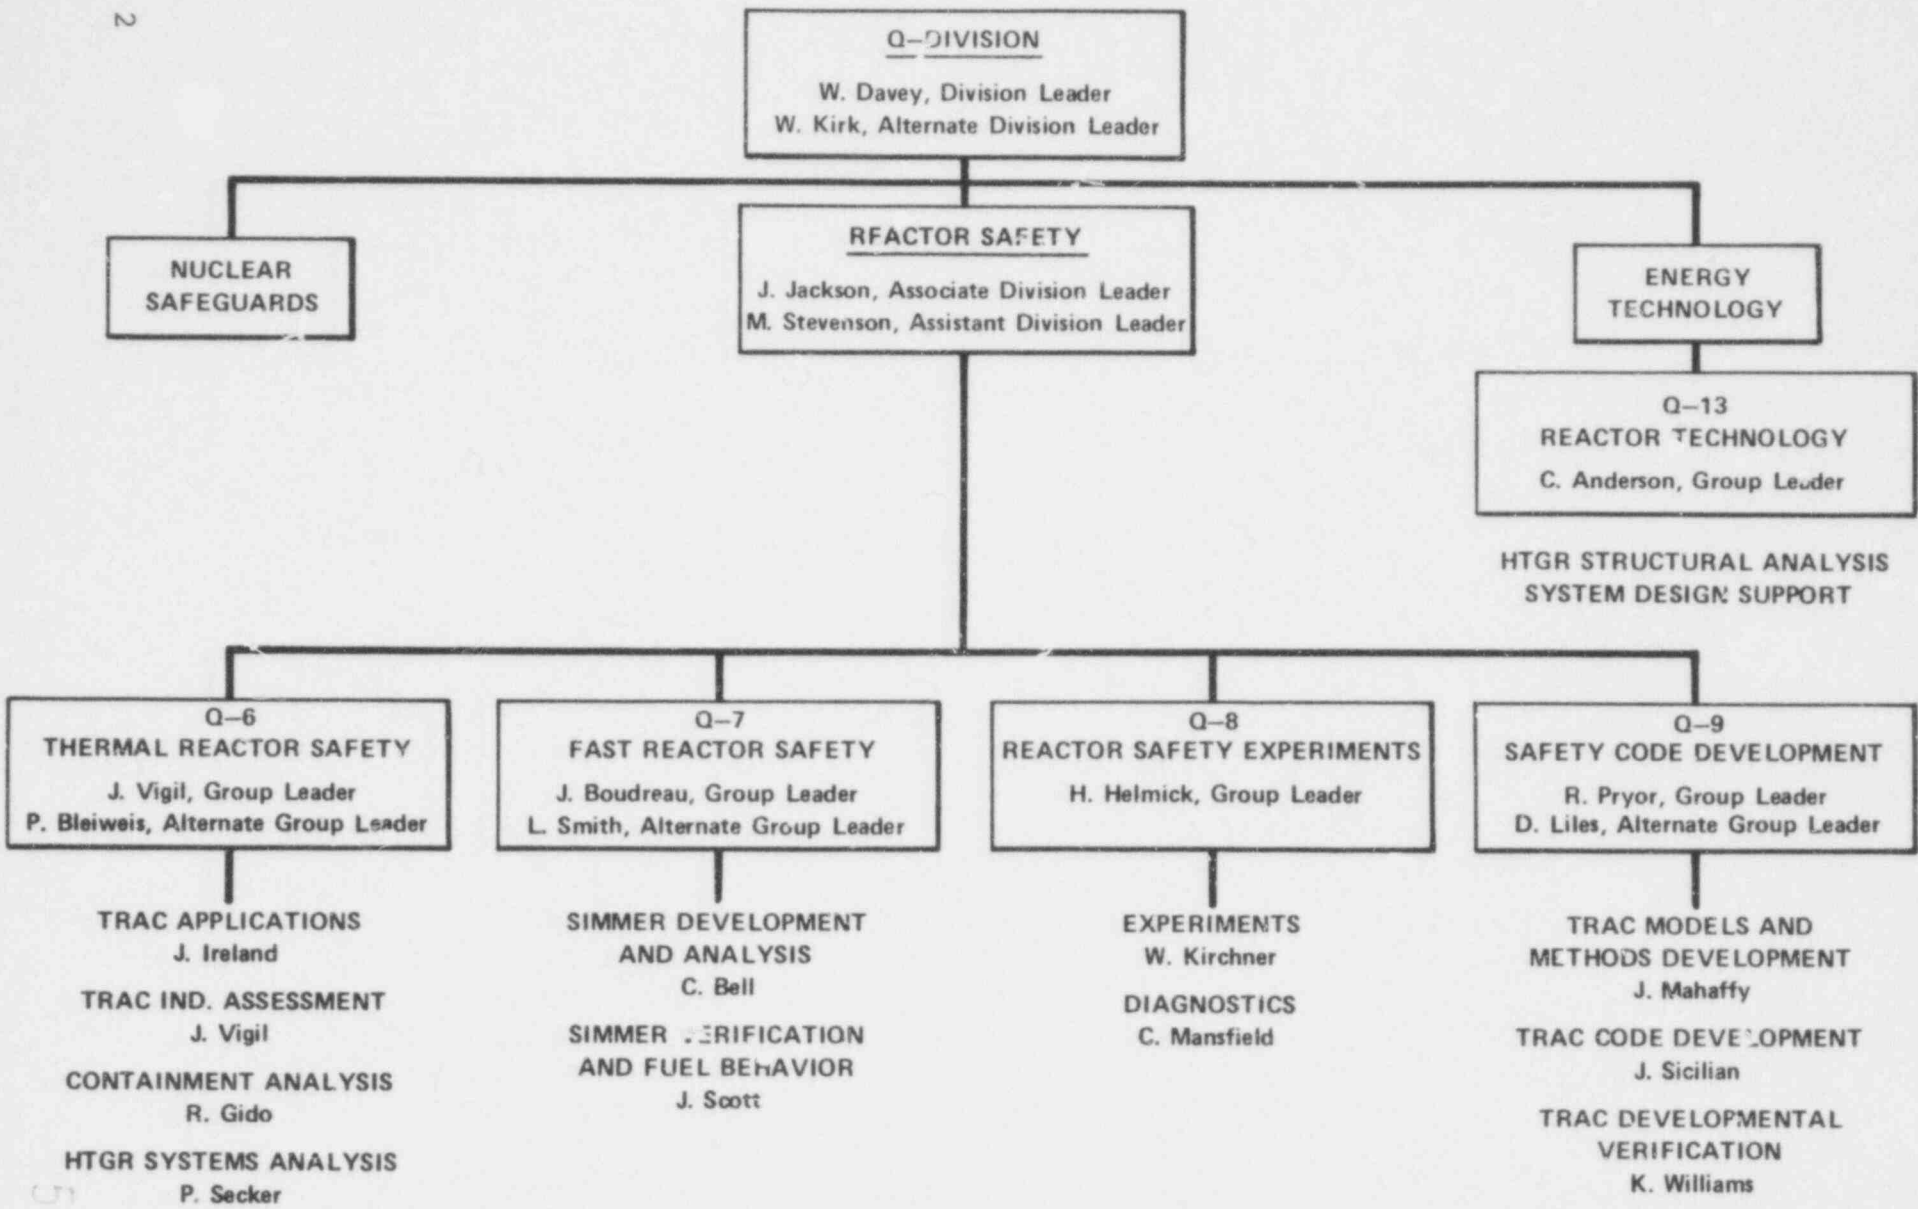 2
Q–DIVISION
W. Davey, Division Leader
W. Kirk, Alternate Division Leader
NUCLEAR
SAFEGUARDS
REACTOR SAFETY
J. Jackson, Associate Division Leader
M. Stevenson, Assistant Division Leader
ENERGY
TECHNOLOGY
Q–13
REACTOR TECHNOLOGY
C. Anderson, Group Leader
HTGR STRUCTURAL ANALYSIS
SYSTEM DESIGN SUPPORT
Q–6
THERMAL REACTOR SAFETY
J. Vigil, Group Leader
P. Bleiweis, Alternate Group Leader
TRAC APPLICATIONS
J. Ireland
TRAC IND. ASSESSMENT
J. Vigil
CONTAINMENT ANALYSIS
R. Gido
HTGR SYSTEMS ANALYSIS
P. Secker
Q–7
FAST REACTOR SAFETY
J. Boudreau, Group Leader
L. Smith, Alternate Group Leader
SIMMER DEVELOPMENT
AND ANALYSIS
C. Bell
SIMMER VERIFICATION
AND FUEL BEHAVIOR
J. Scott
Q–8
REACTOR SAFETY EXPERIMENTS
H. Helmick, Group Leader
EXPERIMENTS
W. Kirchner
DIAGNOSTICS
C. Mansfield
Q–9
SAFETY CODE DEVELOPMENT
R. Pryor, Group Leader
D. Liles, Alternate Group Leader
TRAC MODELS AND
METHODS DEVELOPMENT
J. Mahaffy
TRAC CODE DEVELOPMENT
J. Sicilian
TRAC DEVELOPMENTAL
VERIFICATION
K. Williams